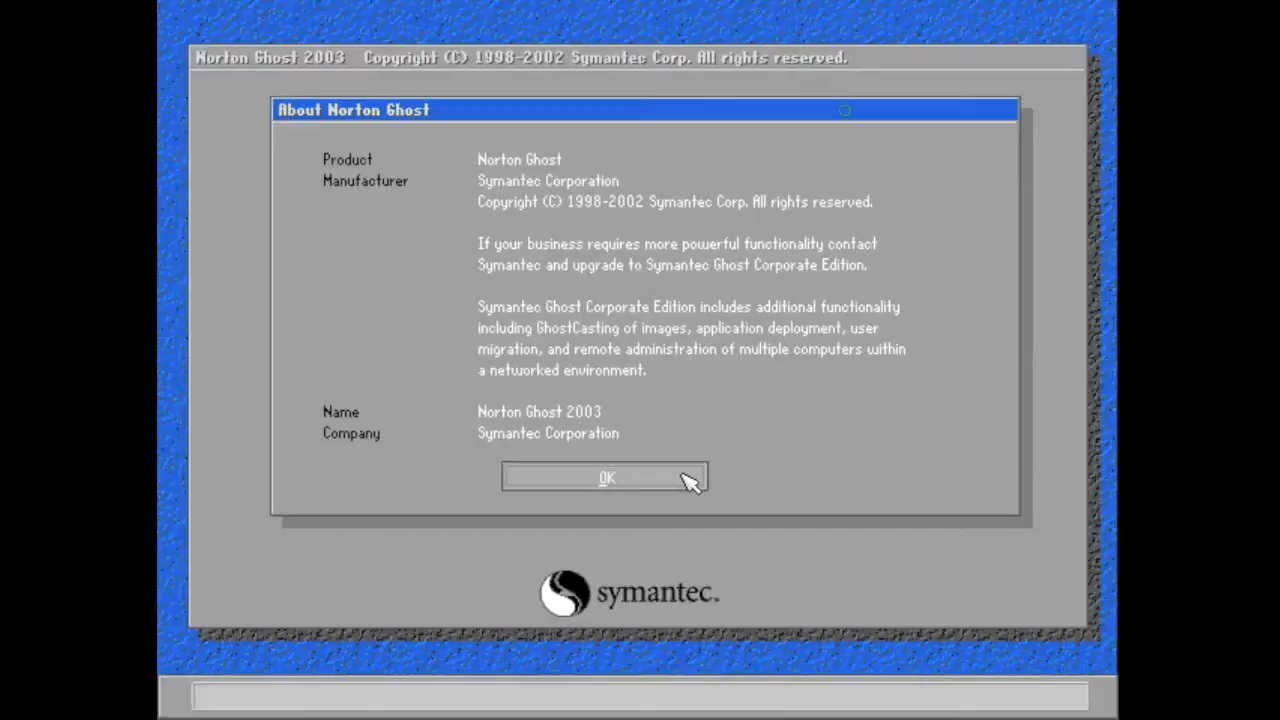 Norton Ghost 2003   Copyright (C) 1998-2002 Symantec Corp. All rights reserved.
About Norton Ghost
Product Norton Ghost
Manufacturer Symantec Corporation
Copyright (C) 1998-2002 Symantec Corp. All rights reserved.
If your business requires more powerful functionality contact
Symantec and upgrade to Symantec Ghost Corporate Edition.
Symantec Ghost Corporate Edition includes additional functionality
including GhostCasting of images, application deployment, user
migration, and remote administration of multiple computers within
a networked environment.
Name Norton Ghost 2003
Company Symantec Corporation
OK
symantec™